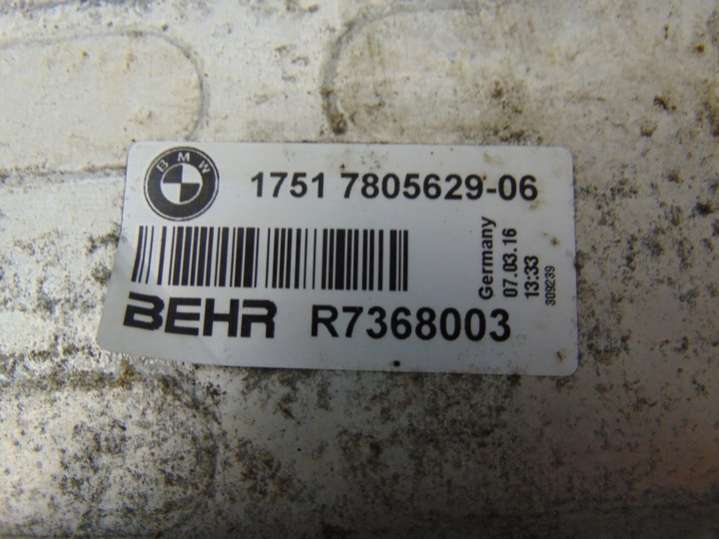 BMW
1751 7805629-06
BEHR R7368003
Germany
07.03.16
13:33
309239